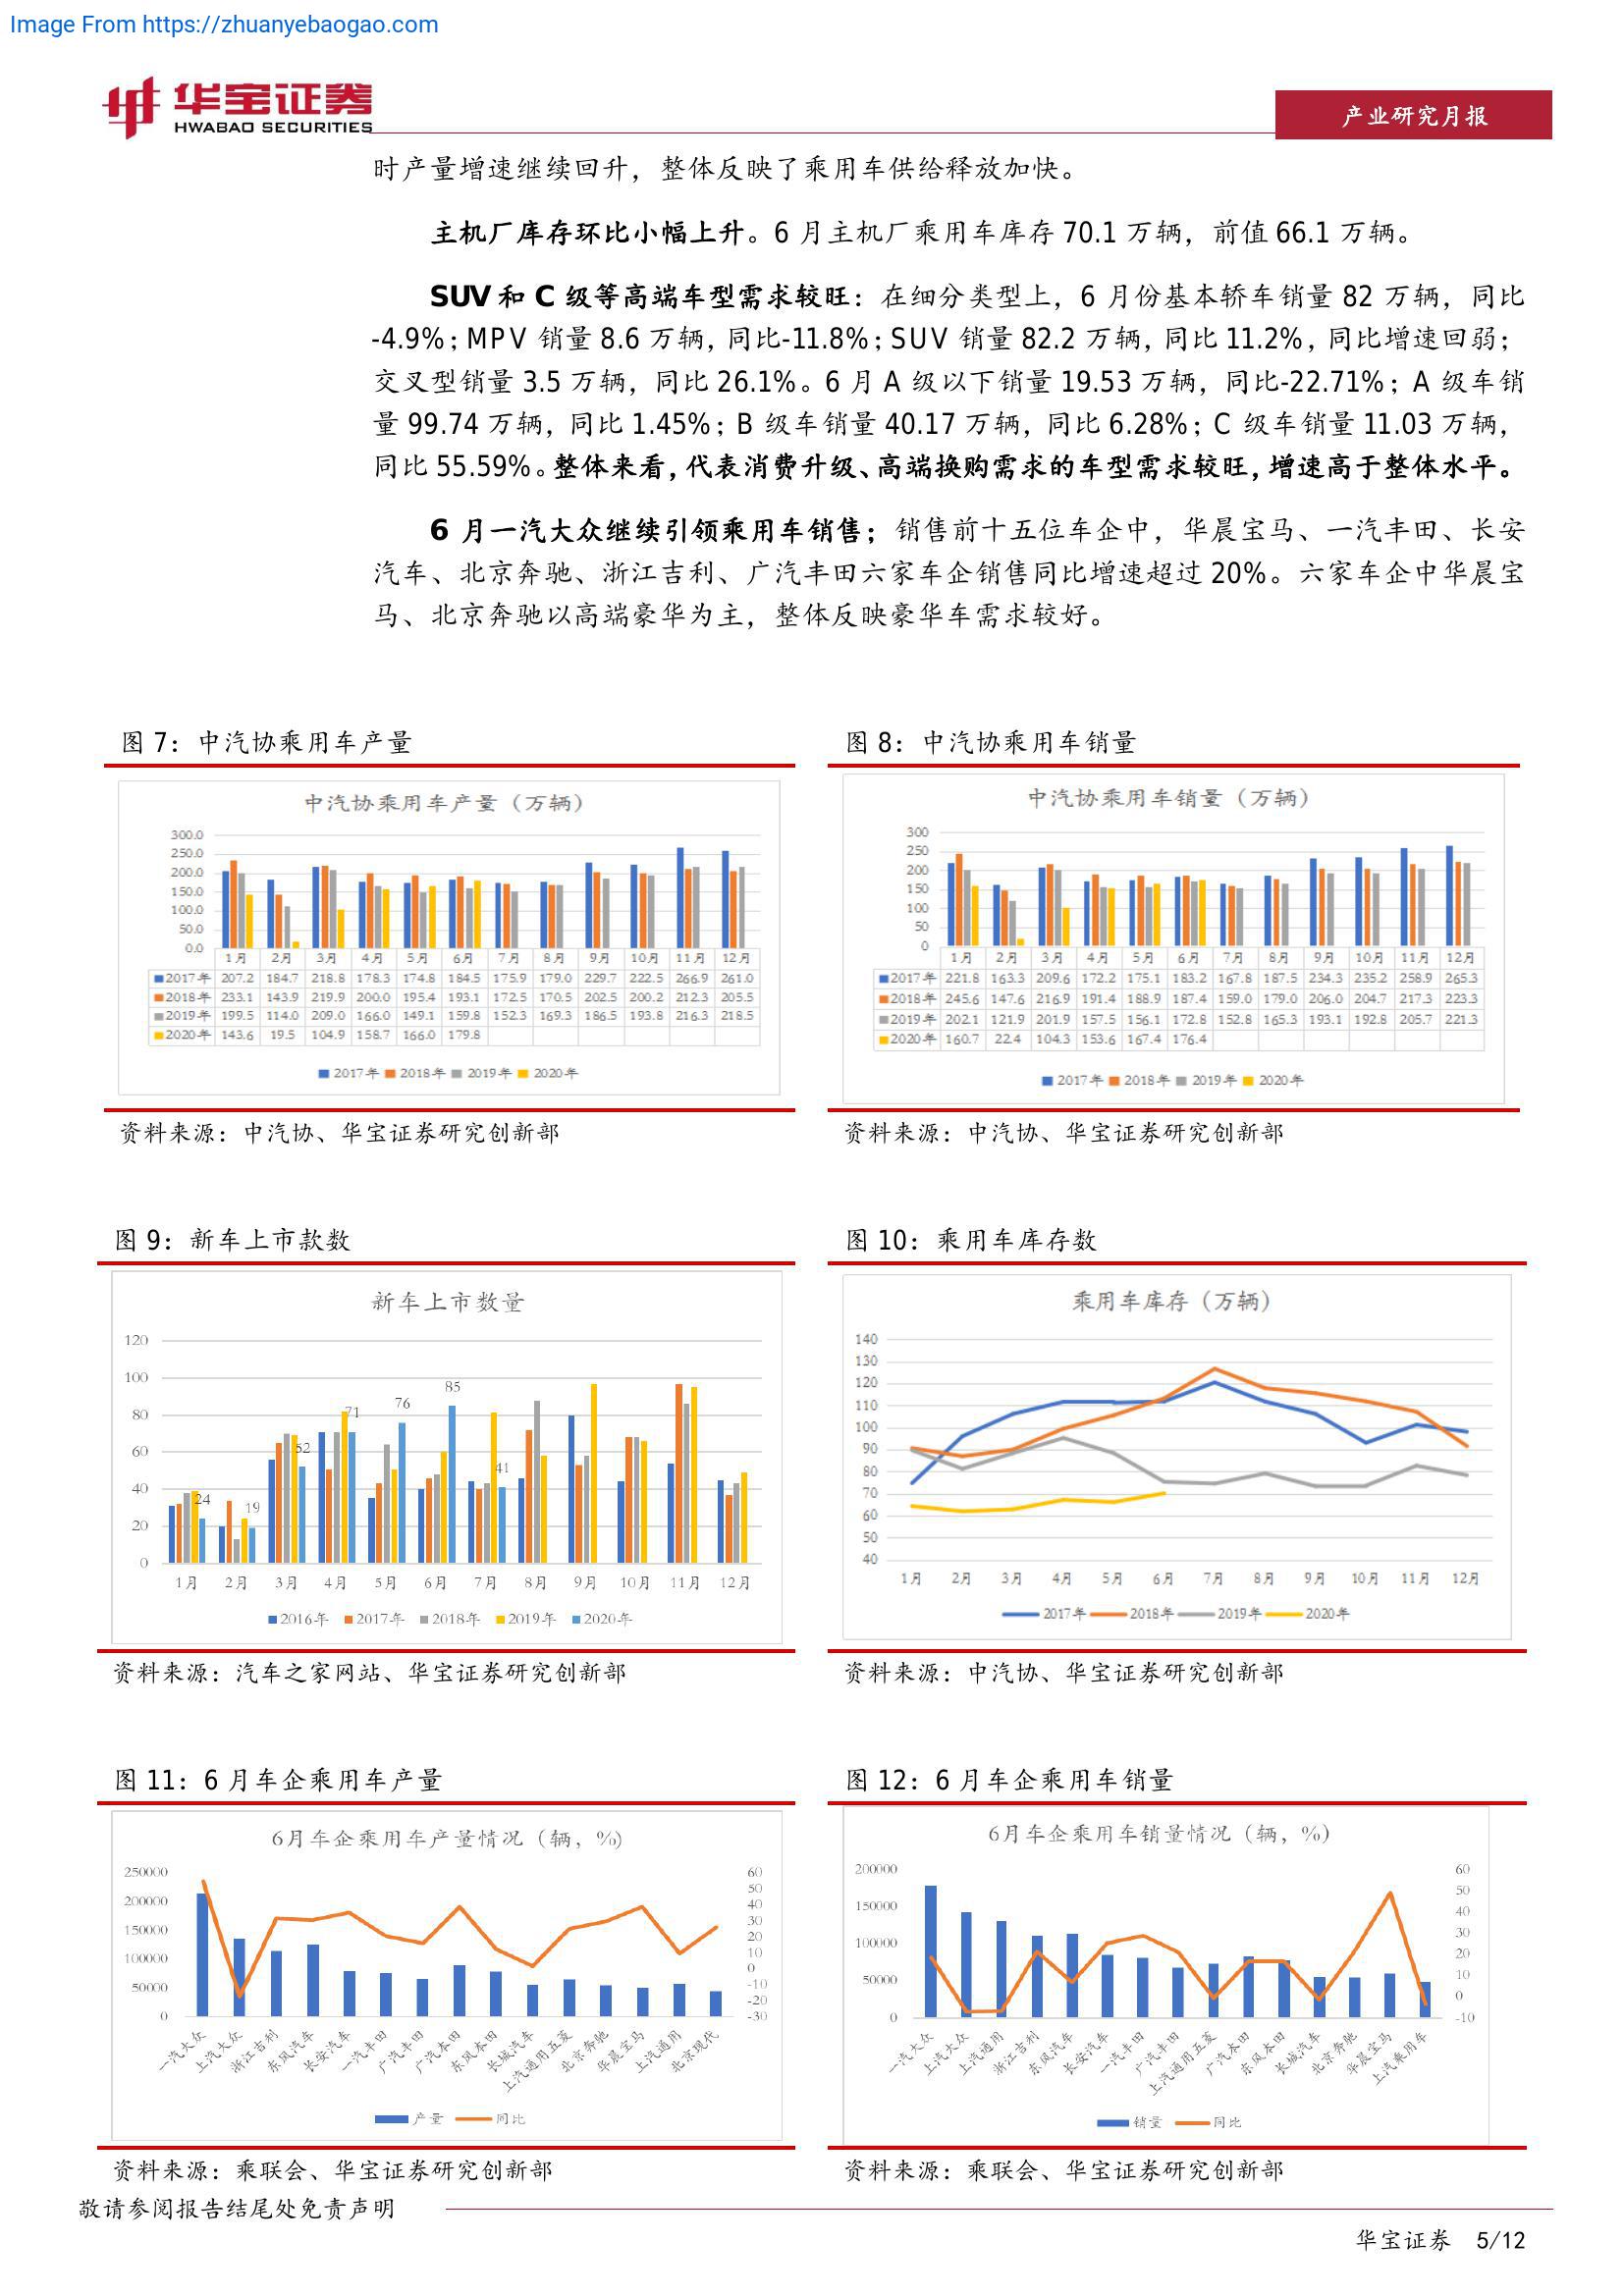 Image From https://zhuanyebaogao.com
华宝证券
HWABAO SECURITIES
产业研究月报
时产量增速继续回升，整体反映了乘用车供给释放加快。
主机厂库存环比小幅上升。6 月主机厂乘用车库存 70.1 万辆，前值 66.1 万辆。
SUV 和 C 级等高端车型需求较旺：在细分类型上，6 月份基本轿车销量 82 万辆，同比
-4.9%；MPV 销量 8.6 万辆，同比-11.8%；SUV 销量 82.2 万辆，同比 11.2%，同比增速回弱；
交叉型销量 3.5 万辆，同比 26.1%。6 月 A 级以下销量 19.53 万辆，同比-22.71%；A 级车销
量 99.74 万辆，同比 1.45%；B 级车销量 40.17 万辆，同比 6.28%；C 级车销量 11.03 万辆，
同比 55.59%。整体来看，代表消费升级、高端换购需求的车型需求较旺，增速高于整体水平。
6 月一汽大众继续引领乘用车销售；销售前十五位车企中，华晨宝马、一汽丰田、长安
汽车、北京奔驰、浙江吉利、广汽丰田六家车企销售同比增速超过 20%。六家车企中华晨宝
马、北京奔驰以高端豪华为主，整体反映豪华车需求较好。
图 7：中汽协乘用车产量
中汽协乘用车产量（万辆）
300.0
250.0
200.0
150.0
100.0
50.0
0.0
1月 2月 3月 4月 5月 6月 7月 8月 9月 10月 11月 12月
2017年 207.2 184.7 218.8 178.3 174.8 184.5 175.9 179.0 229.7 222.5 266.9 261.0
2018年 233.1 143.9 219.9 200.0 195.4 193.1 172.5 170.5 202.5 200.2 212.3 205.5
2019年 199.5 114.0 209.0 166.0 149.1 159.8 152.3 169.3 186.5 193.8 216.3 218.5
2020年 143.6 19.5 104.9 158.7 166.0 179.8
2017年 2018年 2019年 2020年
资料来源：中汽协、华宝证券研究创新部
图 8：中汽协乘用车销量
中汽协乘用车销量（万辆）
300
250
200
150
100
50
0
1月 2月 3月 4月 5月 6月 7月 8月 9月 10月 11月 12月
2017年 221.8 163.3 209.6 172.2 175.1 183.2 167.8 187.5 234.3 235.2 258.9 265.3
2018年 245.6 147.6 216.9 191.4 188.9 187.4 159.0 179.0 206.0 204.7 217.3 223.3
2019年 202.1 121.9 201.9 157.5 156.1 172.8 152.8 165.3 193.1 192.8 205.7 221.3
2020年 160.7 22.4 104.3 153.6 167.4 176.4
2017年 2018年 2019年 2020年
资料来源：中汽协、华宝证券研究创新部
图 9：新车上市款数
新车上市数量
120
100
80
60
40
20
0
24
19
52
71
76
85
41
1月 2月 3月 4月 5月 6月 7月 8月 9月 10月 11月 12月
2016年 2017年 2018年 2019年 2020年
资料来源：汽车之家网站、华宝证券研究创新部
图 10：乘用车库存数
乘用车库存（万辆）
140
130
120
110
100
90
80
70
60
50
40
1月 2月 3月 4月 5月 6月 7月 8月 9月 10月 11月 12月
2017年 2018年 2019年 2020年
资料来源：中汽协、华宝证券研究创新部
图 11：6 月车企乘用车产量
6月车企乘用车产量情况（辆，%）
250000
200000
150000
100000
50000
0
60
50
40
30
20
10
0
-10
-20
-30
一汽大众 上汽大众 浙江吉利 东风汽车 长安汽车 一汽丰田 广汽丰田 广汽本田 东风本田 长城汽车 上汽通用五菱 北京奔驰 华晨宝马 上汽通用 北京现代
产量 同比
资料来源：乘联会、华宝证券研究创新部
图 12：6 月车企乘用车销量
6月车企乘用车销量情况（辆，%）
200000
150000
100000
50000
0
60
50
40
30
20
10
0
-10
一汽大众 上汽大众 上汽通用 浙江吉利 东风汽车 长安汽车 一汽丰田 广汽丰田 上汽通用五菱 广汽本田 东风本田 长城汽车 北京奔驰 华晨宝马 上汽乘用车
销量 同比
资料来源：乘联会、华宝证券研究创新部
敬请参阅报告结尾处免责声明
华宝证券 5/12